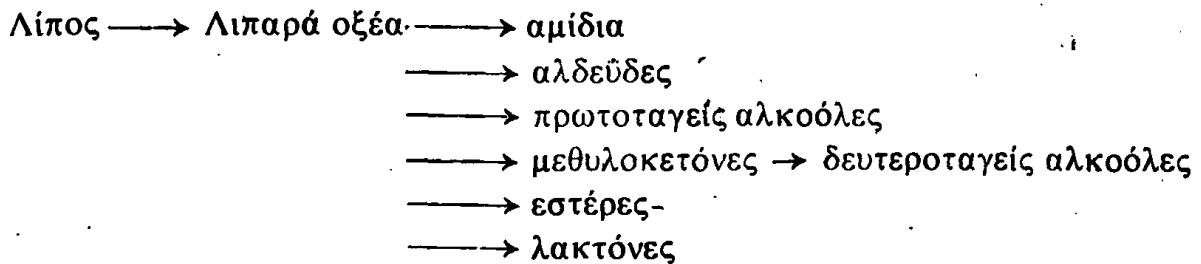 Λίπος → Λιπαρά οξέα → αμίδια
→ αλδεΰδες
→ πρωτοταγείς αλκοόλες
→ μεθυλοκετόνες → δευτεροταγείς αλκοόλες
→ εστέρες-
→ λακτόνες